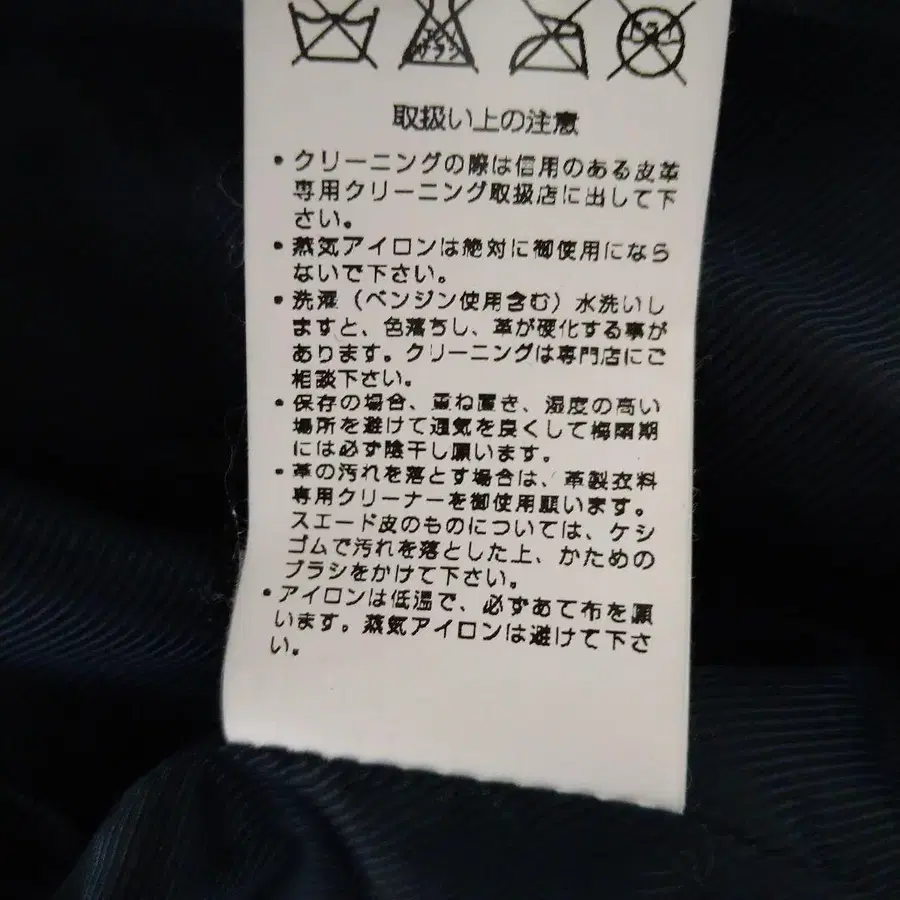 エンソ
サラシ
ドライ
取扱い上の注意
• クリーニングの際は信用のある皮革
専用クリーニング取扱店に出して下
さい。
• 蒸気アイロンは絶対に御使用になら
ないで下さい。
• 洗濯（ベンジン使用含む）水洗いし
ますと、色落ちし、革が硬化する事が
あります。クリーニングは専門店にご
相談下さい。
• 保存の場合、重ね置き、湿度の高い
場所を避けて通気を良くして梅雨期
には必ず陰干し願います。
• 革の汚れを落とす場合は、革製衣料
専用クリーナーを御使用願います。
スエード皮のものについては、ケシ
ゴムで汚れを落とした上、かための
ブラシをかけて下さい。
• アイロンは低温で、必ずあて布を願
います。蒸気アイロンは避けて下さ
い。